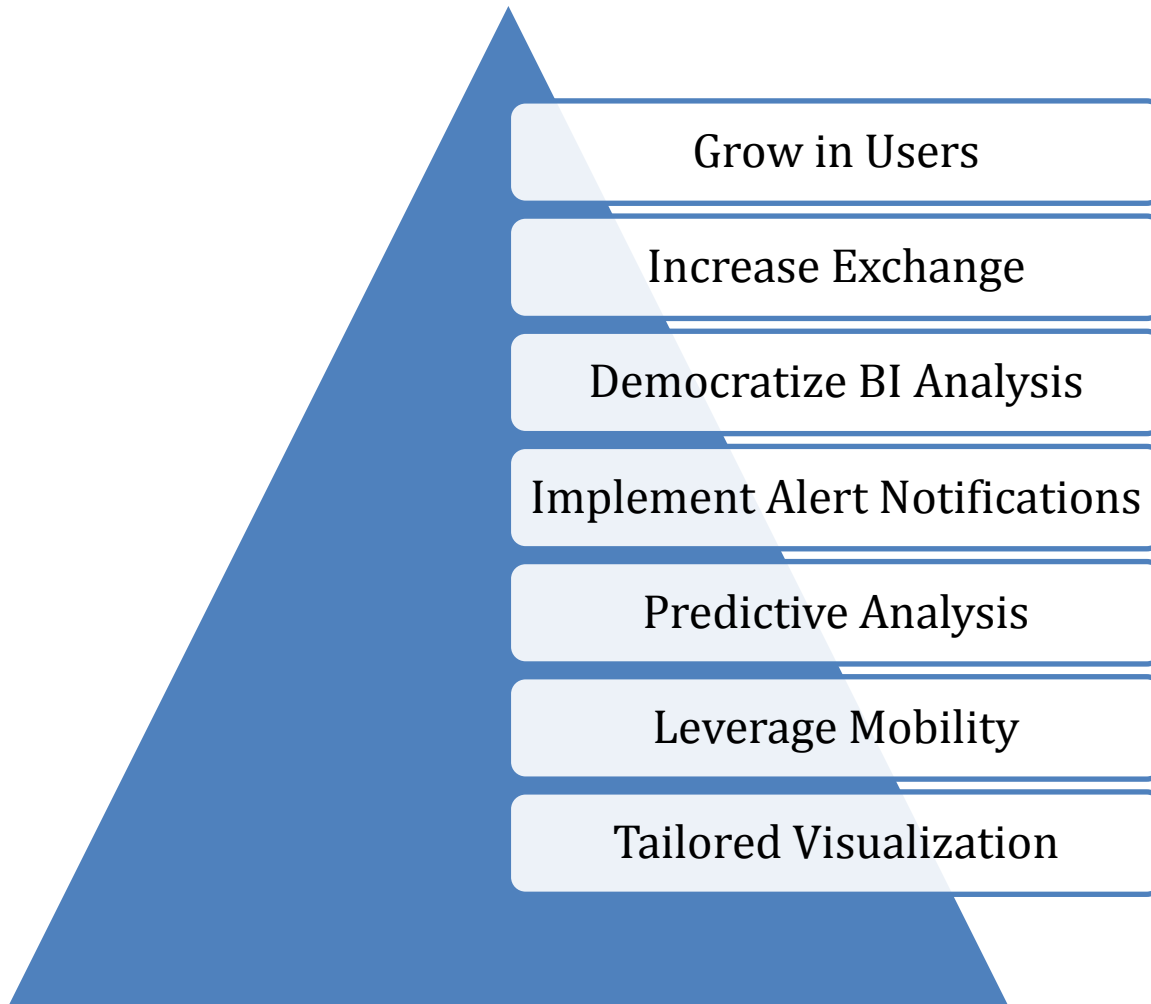 Grow in Users
Increase Exchange
Democratize BI Analysis
Implement Alert Notifications
Predictive Analysis
Leverage Mobility
Tailored Visualization